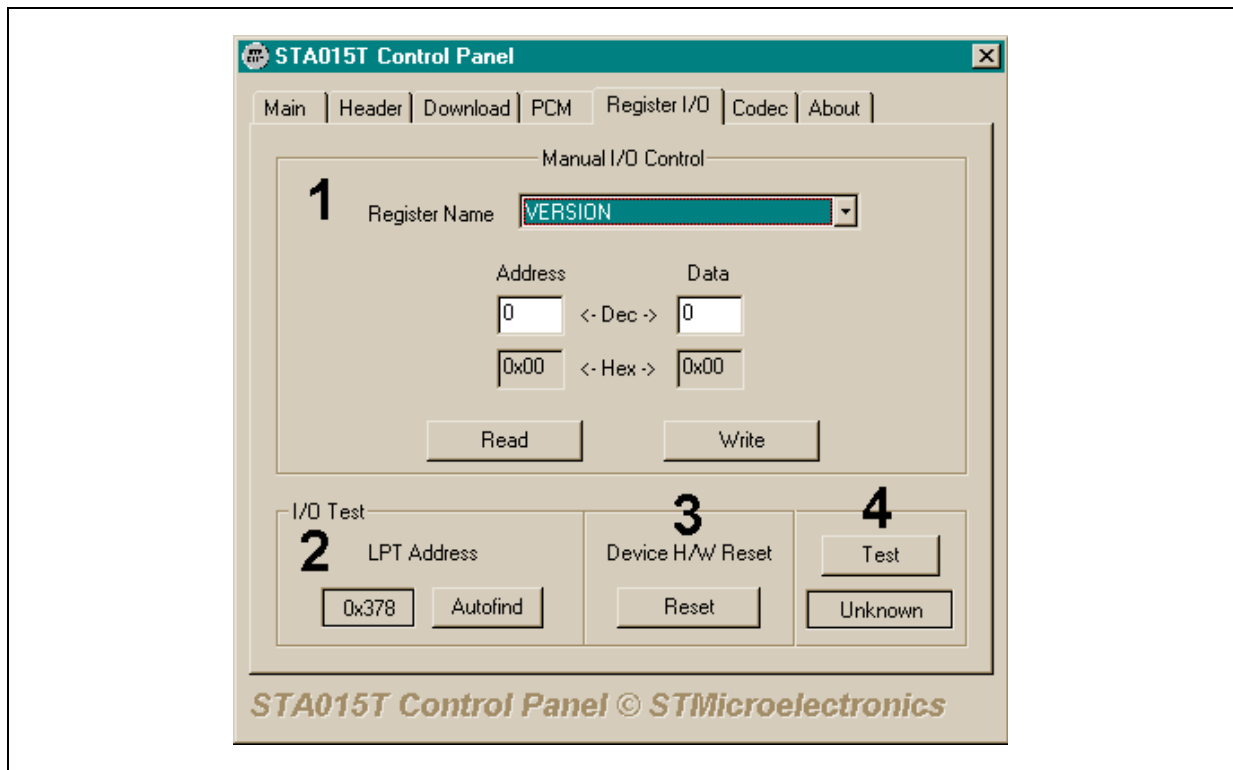 STA015T Control Panel
Main Header Download PCM Register I/O Codec About
Manual I/O Control
1
Register Name VERSION
Address Data
0 <- Dec -> 0
0x00 <- Hex -> 0x00
Read Write
I/O Test
2 3 4
LPT Address Device H/W Reset Test
0x378 Autofind Reset Unknown
STA015T Control Panel © STMicroelectronics